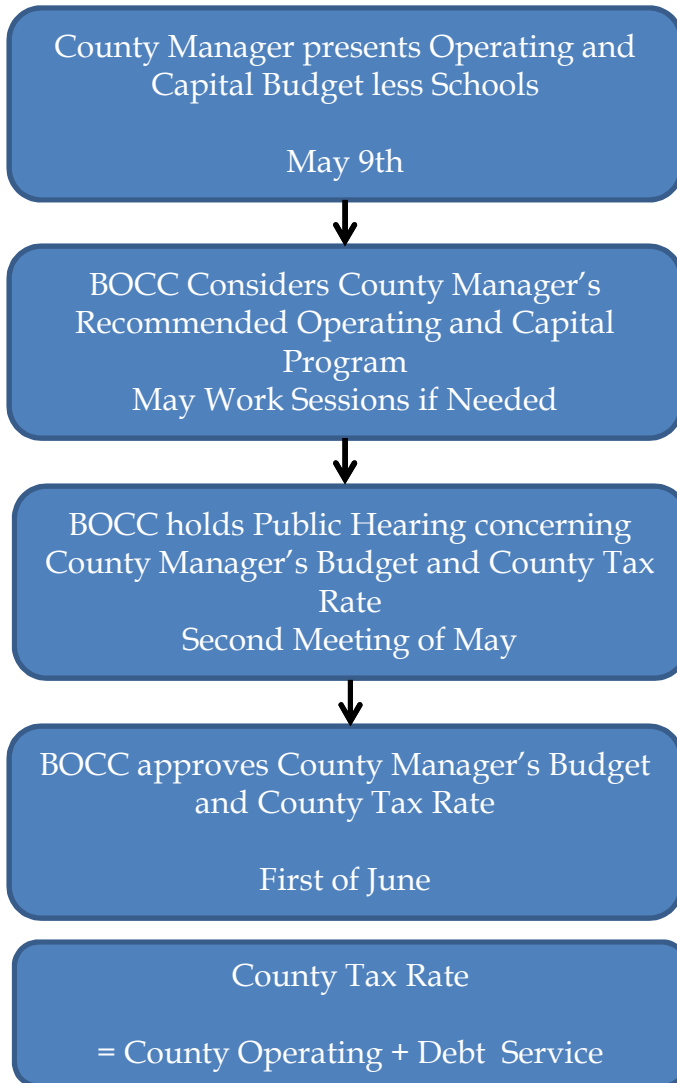 County Manager presents Operating and
Capital Budget less Schools
May 9th
BOCC Considers County Manager’s
Recommended Operating and Capital
Program
May Work Sessions if Needed
BOCC holds Public Hearing concerning
County Manager’s Budget and County Tax
Rate
Second Meeting of May
BOCC approves County Manager’s Budget
and County Tax Rate
First of June
County Tax Rate
= County Operating + Debt Service